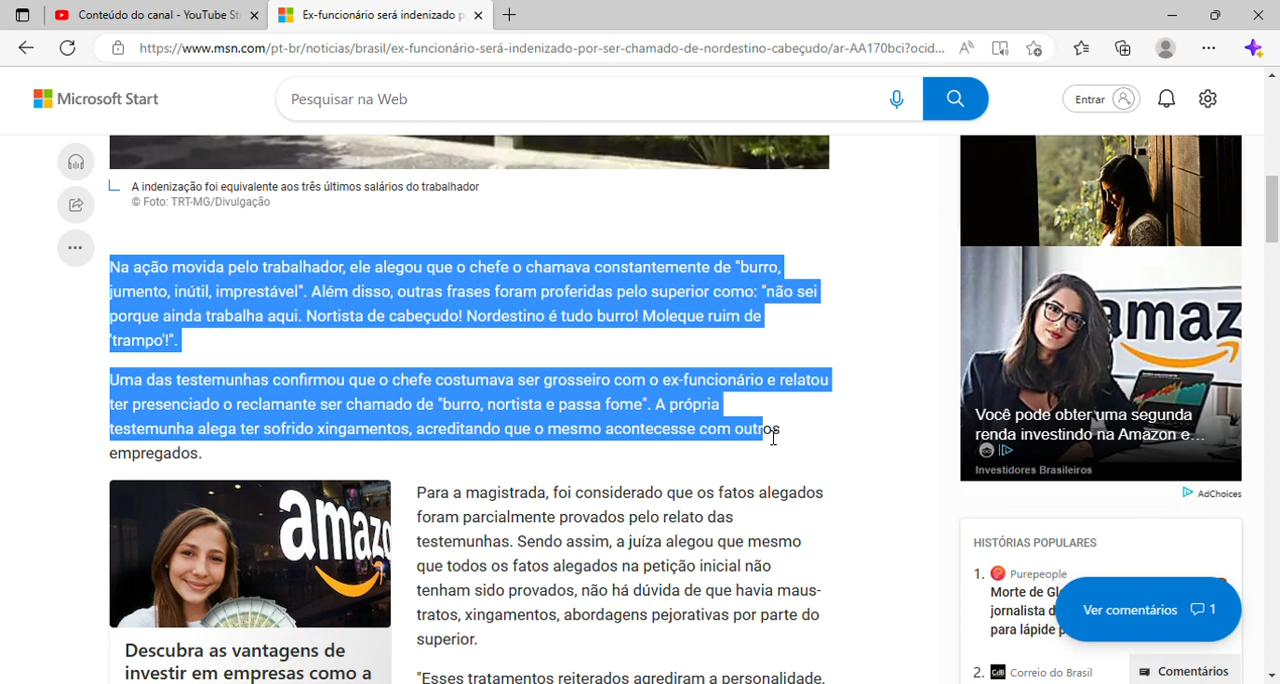 Conteúdo do canal - YouTube St
Ex-funcionário será indenizado p
https://www.msn.com/pt-br/noticias/brasil/ex-funcionário-será-indenizado-por-ser-chamado-de-nordestino-cabeçudo/ar-AA170bci?ocid...
Microsoft Start
Pesquisar na Web
Entrar
A indenização foi equivalente aos três últimos salários do trabalhador
© Foto: TRT-MG/Divulgação
Na ação movida pelo trabalhador, ele alegou que o chefe o chamava constantemente de "burro,
jumento, inútil, imprestável". Além disso, outras frases foram proferidas pelo superior como: "não sei
porque ainda trabalha aqui. Nortista de cabeçudo! Nordestino é tudo burro! Moleque ruim de
'trampo'!".
Uma das testemunhas confirmou que o chefe costumava ser grosseiro com o ex-funcionário e relatou
ter presenciado o reclamante ser chamado de "burro, nortista e passa fome". A própria
testemunha alega ter sofrido xingamentos, acreditando que o mesmo acontecesse com outros
empregados.
amazo
Descubra as vantagens de
investir em empresas como a
Para a magistrada, foi considerado que os fatos alegados
foram parcialmente provados pelo relato das
testemunhas. Sendo assim, a juíza alegou que mesmo
que todos os fatos alegados na petição inicial não
tenham sido provados, não há dúvida de que havia maus-
tratos, xingamentos, abordagens pejorativas por parte do
superior.
"Esses tratamentos reiterados agrediram a personalidade,
amaz
Você pode obter uma segunda
renda investindo na Amazon e...
Investidores Brasileiros
AdChoices
HISTÓRIAS POPULARES
1. Purepeople
Morte de Gl
jornalista d
para lápide p
Ver comentários 1
2. CdB Correio do Brasil
Comentários